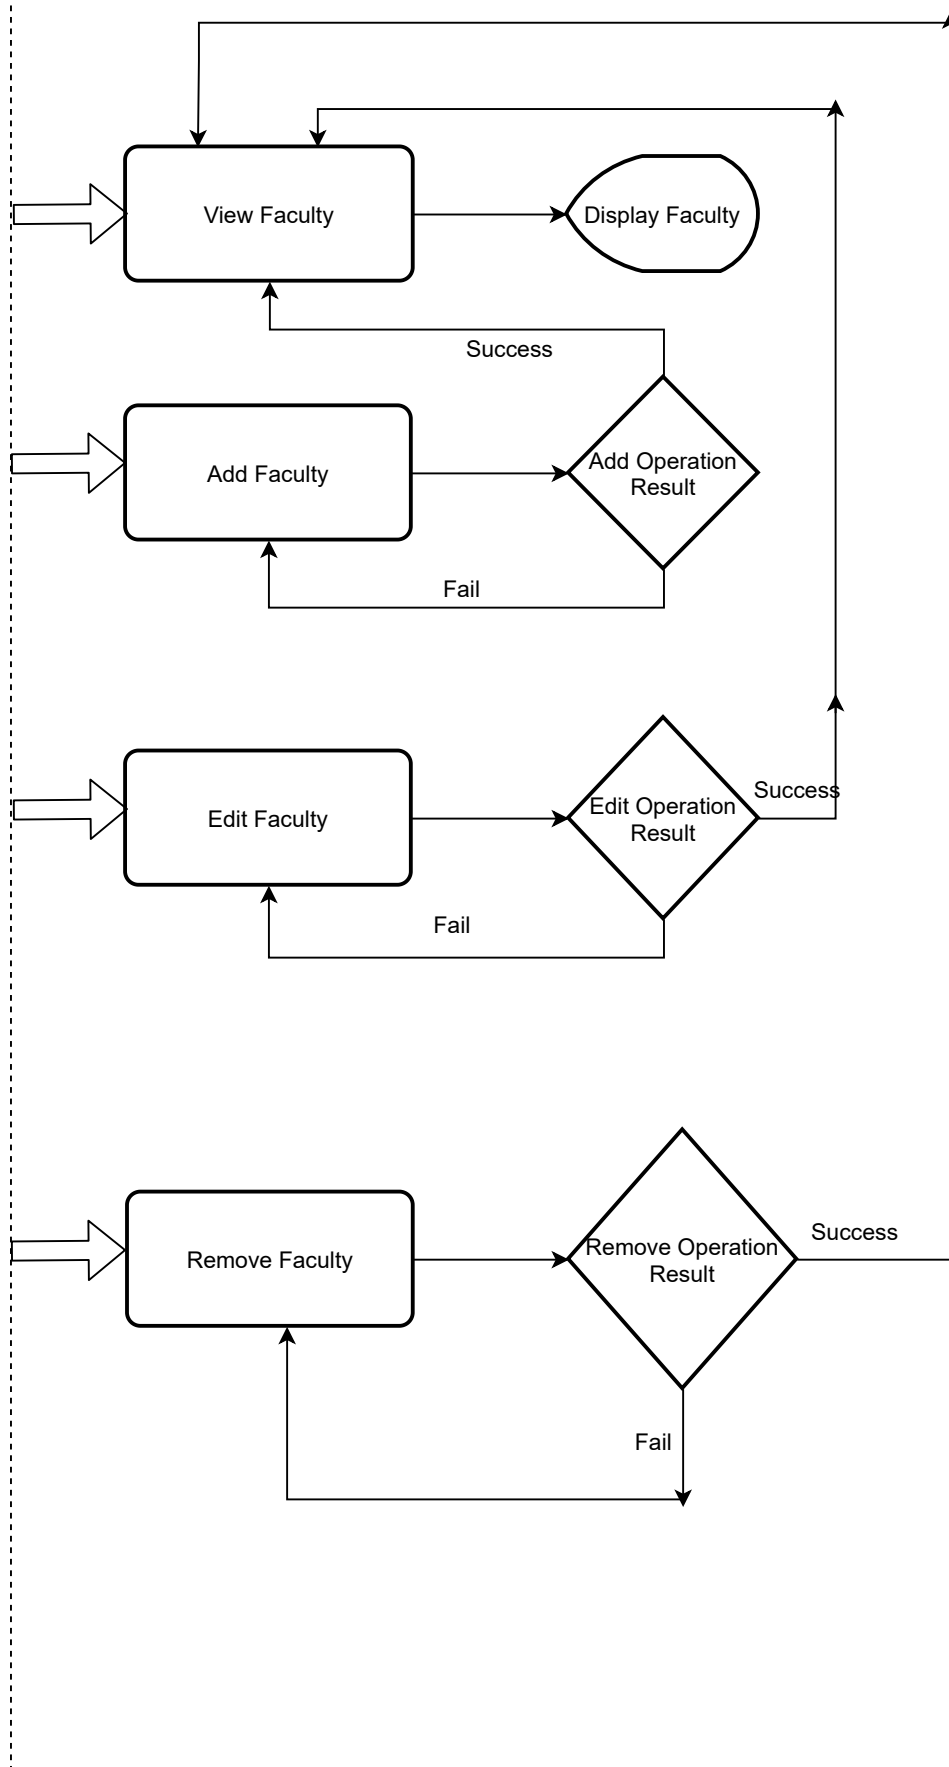 View Faculty
Display Faculty
Success
Add Faculty
Add Operation
Result
Fail
Edit Faculty
Edit Operation
Result
Success
Fail
Remove Faculty
Remove Operation
Result
Success
Fail